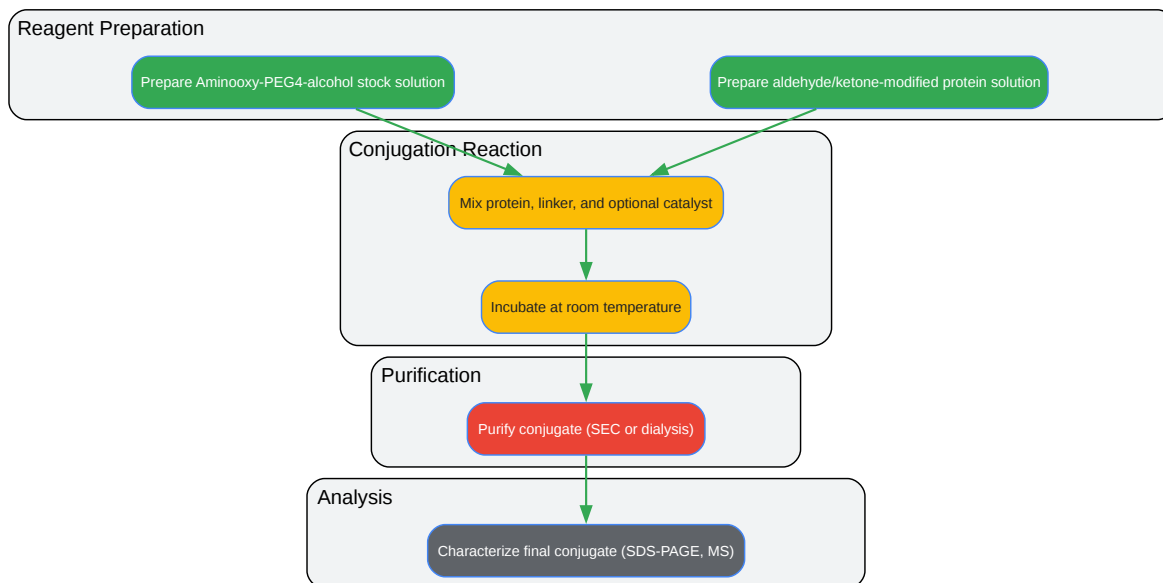 Reagent Preparation
Prepare Aminooxy-PEG4-alcohol stock solution
Prepare aldehyde/ketone-modified protein solution
Conjugation Reaction
Mix protein, linker, and optional catalyst
Incubate at room temperature
Purification
Purify conjugate (SEC or dialysis)
Analysis
Characterize final conjugate (SDS-PAGE, MS)